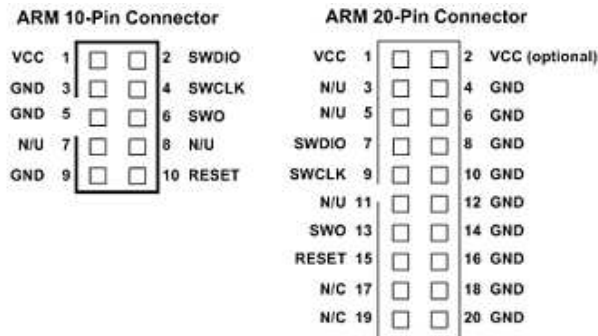 ARM 10-Pin Connector
VCC 1 2 SWDIO
GND 3 4 SWCLK
GND 5 6 SWO
N/U 7 8 N/U
GND 9 10 RESET
ARM 20-Pin Connector
VCC 1 2 VCC (optional)
N/U 3 4 GND
N/U 5 6 GND
SWDIO 7 8 GND
SWCLK 9 10 GND
N/U 11 12 GND
SWO 13 14 GND
RESET 15 16 GND
N/C 17 18 GND
N/C 19 20 GND